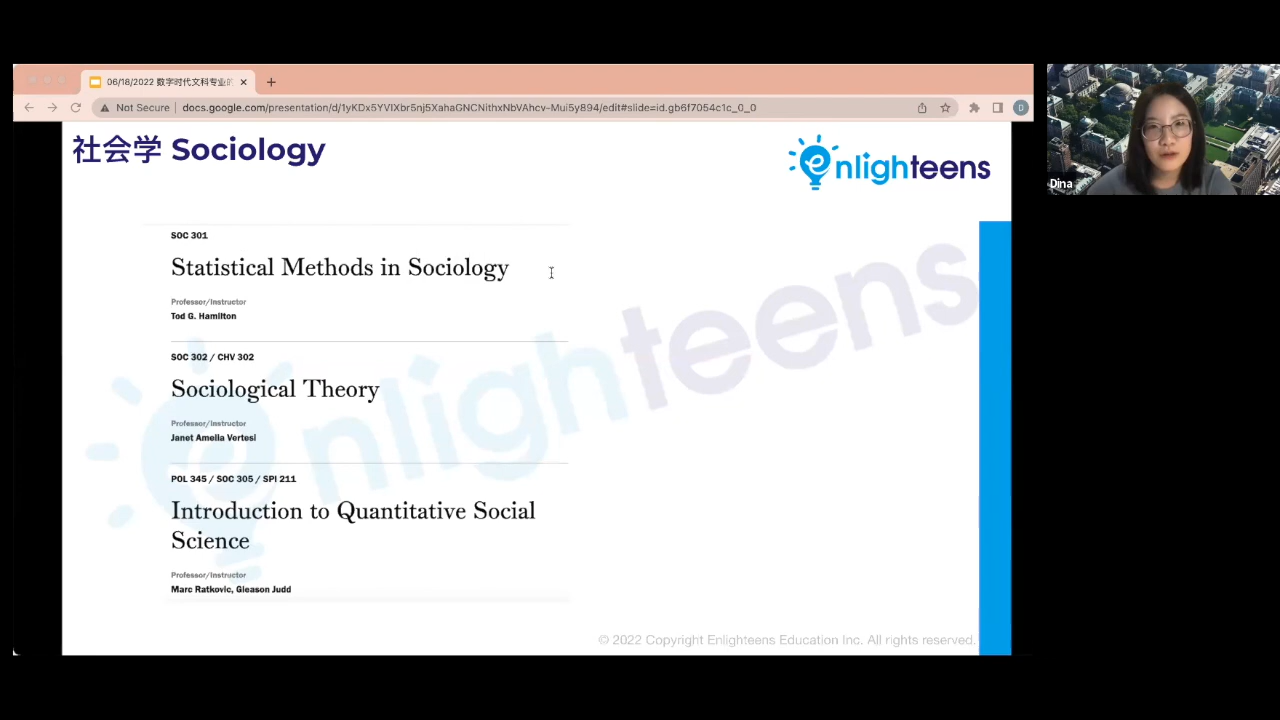 06/18/2022 数字时代文科专业的
Not Secure
docs.google.com/presentation/d/1yKDx5YVIXbr5nj5XahaGNCNithxNbVAhcv-Mui5y894/edit#slide=id.gb6f7054c1c_0_0
D
社会学 Sociology
enlighteens
SOC 301
Statistical Methods in Sociology
Professor/Instructor
Tod G. Hamilton
SOC 302 / CHV 302
Sociological Theory
Professor/Instructor
Janet Amelia Vertesi
POL 345 / SOC 305 / SPI 211
Introduction to Quantitative Social
Science
Professor/Instructor
Marc Ratkovic, Gleason Judd
enlighteens
© 2022 Copyright Enlighteens Education Inc. All rights reserved.
Dina